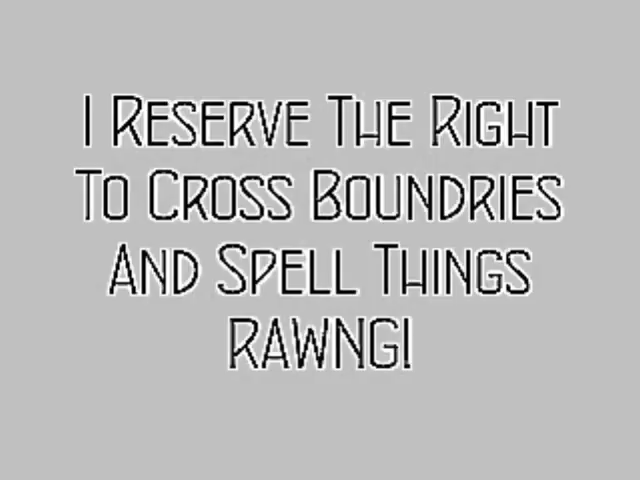 I Reserve The Right
To Cross Boundries
And Spell Things
RAWNG!